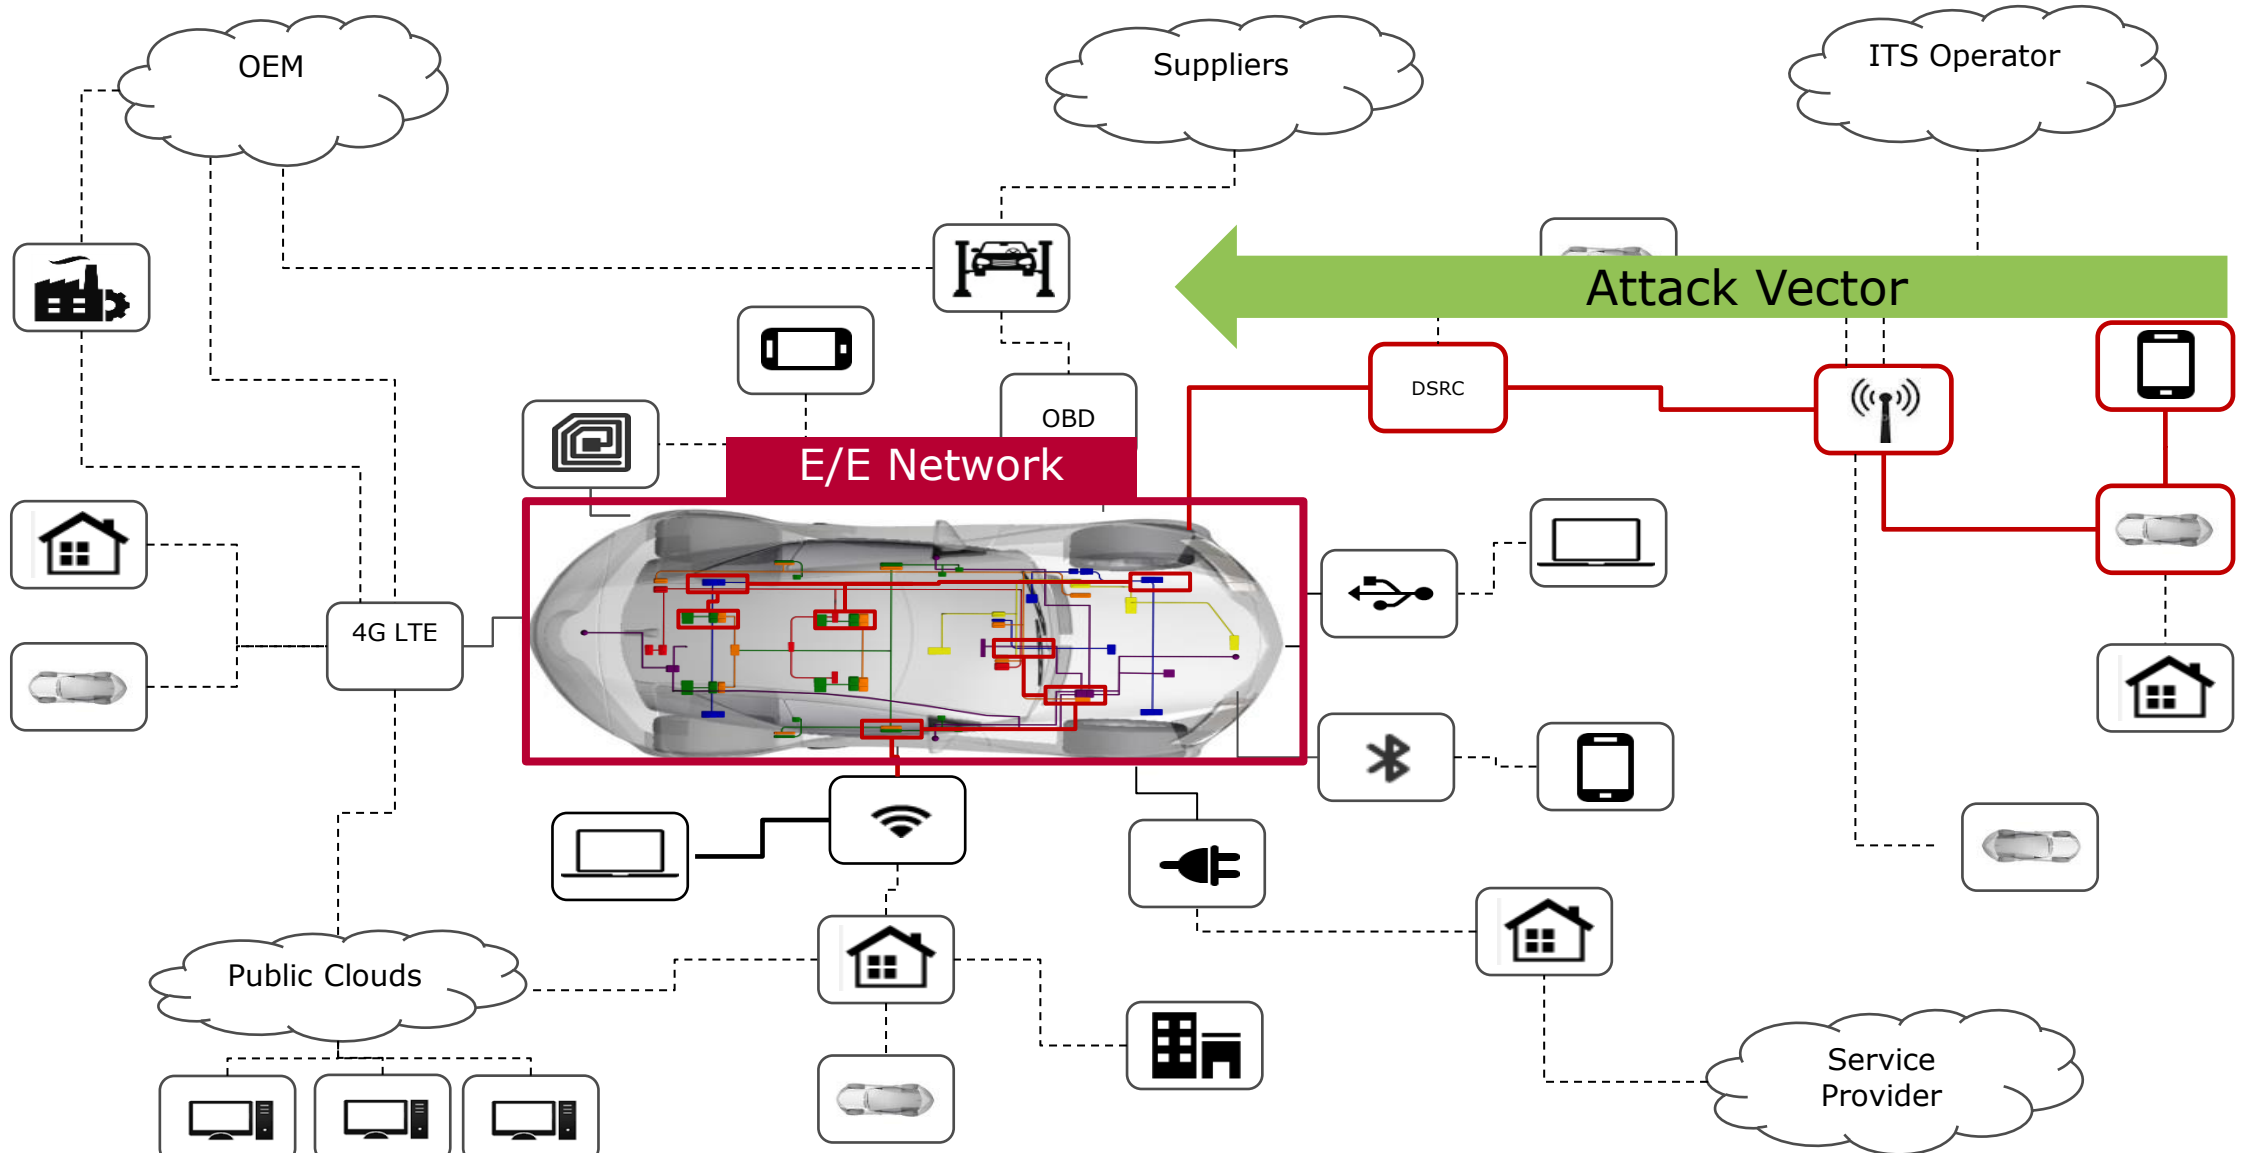 OEM
Suppliers
ITS Operator
Attack Vector
DSRC
OBD
E/E Network
4G LTE
Public Clouds
Service
Provider